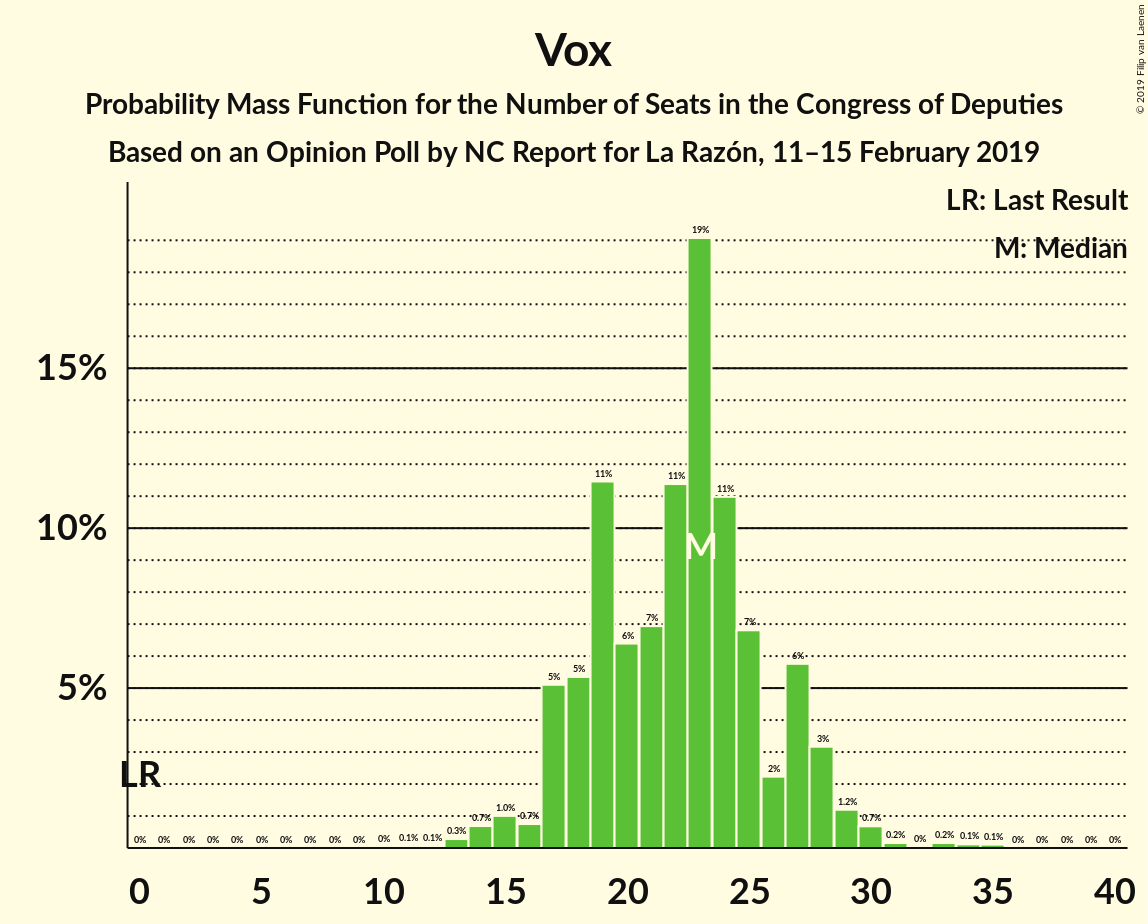 Vox
Probability Mass Function for the Number of Seats in the Congress of Deputies
Based on an Opinion Poll by NC Report for La Razón, 11–15 February 2019
© 2019 Filip van Laenen
LR: Last Result
M: Median
15%
10%
5%
LR
M
0% 0% 0% 0% 0% 0% 0% 0% 0% 0% 0% 0.1% 0.1% 0.3% 0.7% 1.0% 0.7% 5% 5% 11% 6% 7% 11% 19% 11% 7% 2% 6% 3% 1.2% 0.7% 0.2% 0% 0.2% 0.1% 0.1% 0% 0% 0% 0% 0%
0 5 10 15 20 25 30 35 40